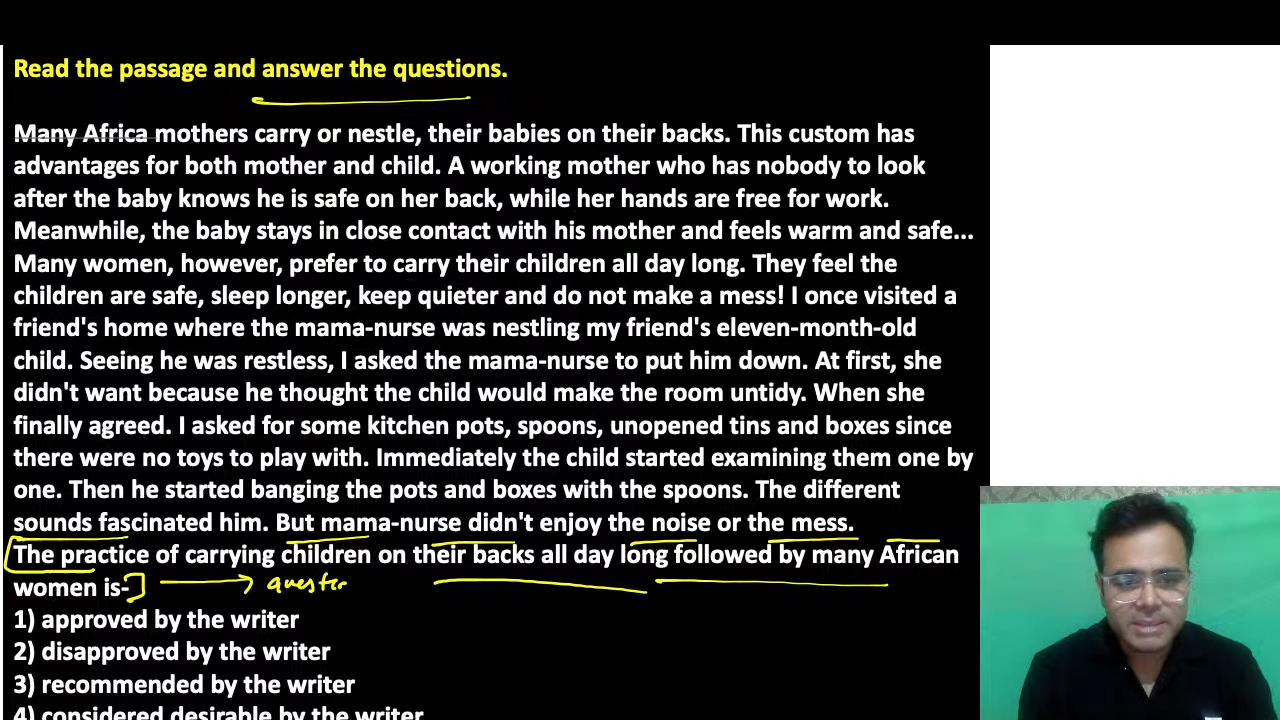 Read the passage and answer the questions.
Many Africa mothers carry or nestle, their babies on their backs. This custom has
advantages for both mother and child. A working mother who has nobody to look
after the baby knows he is safe on her back, while her hands are free for work.
Meanwhile, the baby stays in close contact with his mother and feels warm and safe...
Many women, however, prefer to carry their children all day long. They feel the
children are safe, sleep longer, keep quieter and do not make a mess! I once visited a
friend's home where the mama-nurse was nestling my friend's eleven-month-old
child. Seeing he was restless, I asked the mama-nurse to put him down. At first, she
didn't want because he thought the child would make the room untidy. When she
finally agreed. I asked for some kitchen pots, spoons, unopened tins and boxes since
there were no toys to play with. Immediately the child started examining them one by
one. Then he started banging the pots and boxes with the spoons. The different
sounds fascinated him. But mama-nurse didn't enjoy the noise or the mess.
The practice of carrying children on their backs all day long followed by many African
women is-
1) approved by the writer
2) disapproved by the writer
3) recommended by the writer
4) considered desirable by the writer